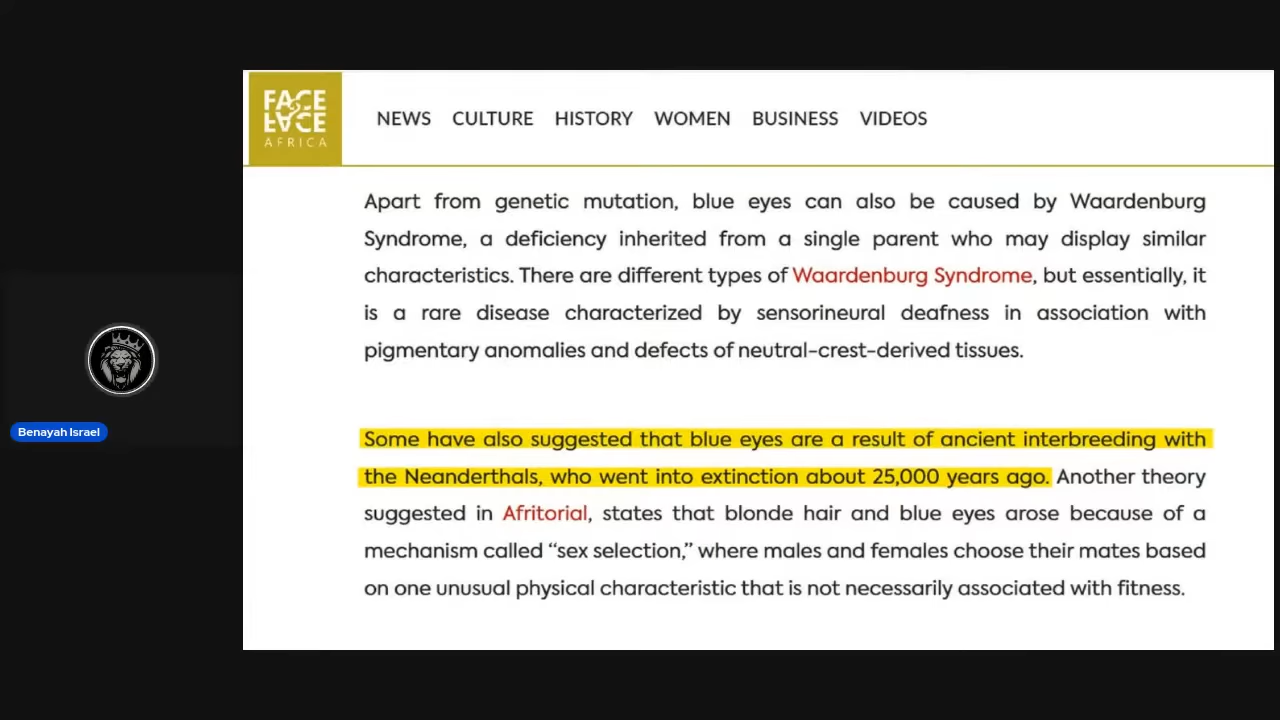 FACE
FACE
AFRICA
NEWS CULTURE HISTORY WOMEN BUSINESS VIDEOS
Apart from genetic mutation, blue eyes can also be caused by Waardenburg
Syndrome, a deficiency inherited from a single parent who may display similar
characteristics. There are different types of Waardenburg Syndrome, but essentially, it
is a rare disease characterized by sensorineural deafness in association with
pigmentary anomalies and defects of neutral-crest-derived tissues.
Benayah Israel
Some have also suggested that blue eyes are a result of ancient interbreeding with
the Neanderthals, who went into extinction about 25,000 years ago. Another theory
suggested in Afritorial, states that blonde hair and blue eyes arose because of a
mechanism called “sex selection,” where males and females choose their mates based
on one unusual physical characteristic that is not necessarily associated with fitness.